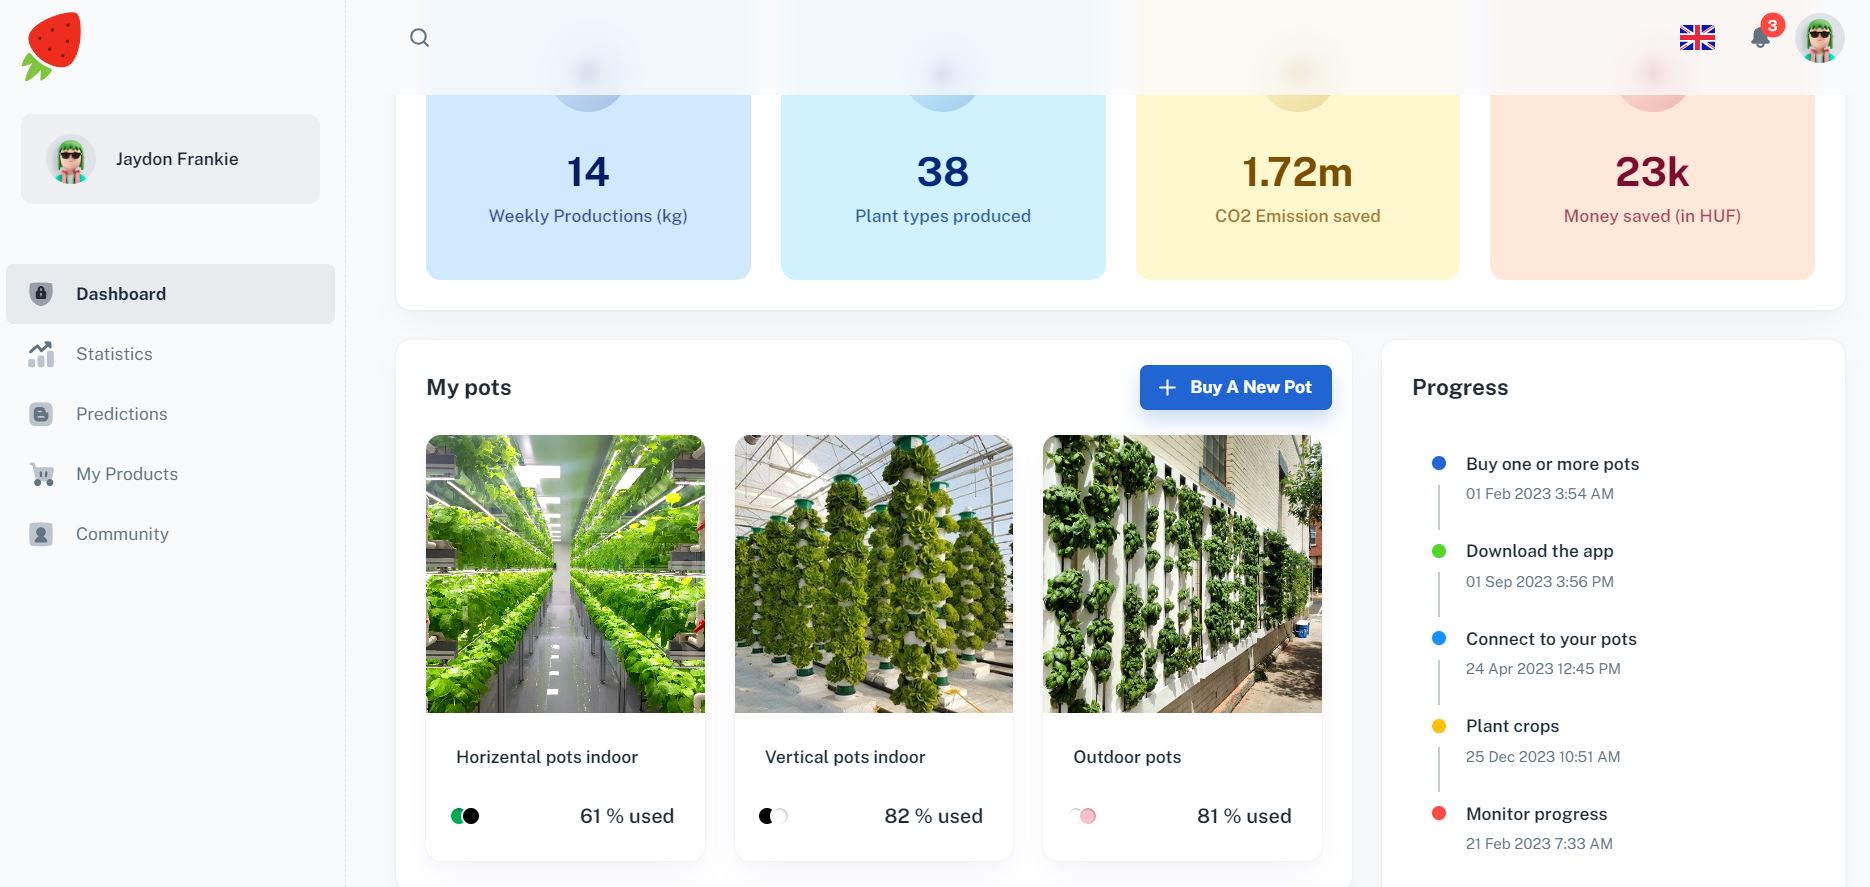 3
Jaydon Frankie
Dashboard
Statistics
Predictions
My Products
Community
14
Weekly Productions (kg)
38
Plant types produced
1.72m
CO2 Emission saved
23k
Money saved (in HUF)
My pots
Buy A New Pot
Horizental pots indoor
61 % used
Vertical pots indoor
82 % used
Outdoor pots
81 % used
Progress
Buy one or more pots
01 Feb 2023 3:54 AM
Download the app
01 Sep 2023 3:56 PM
Connect to your pots
24 Apr 2023 12:45 PM
Plant crops
25 Dec 2023 10:51 AM
Monitor progress
21 Feb 2023 7:33 AM